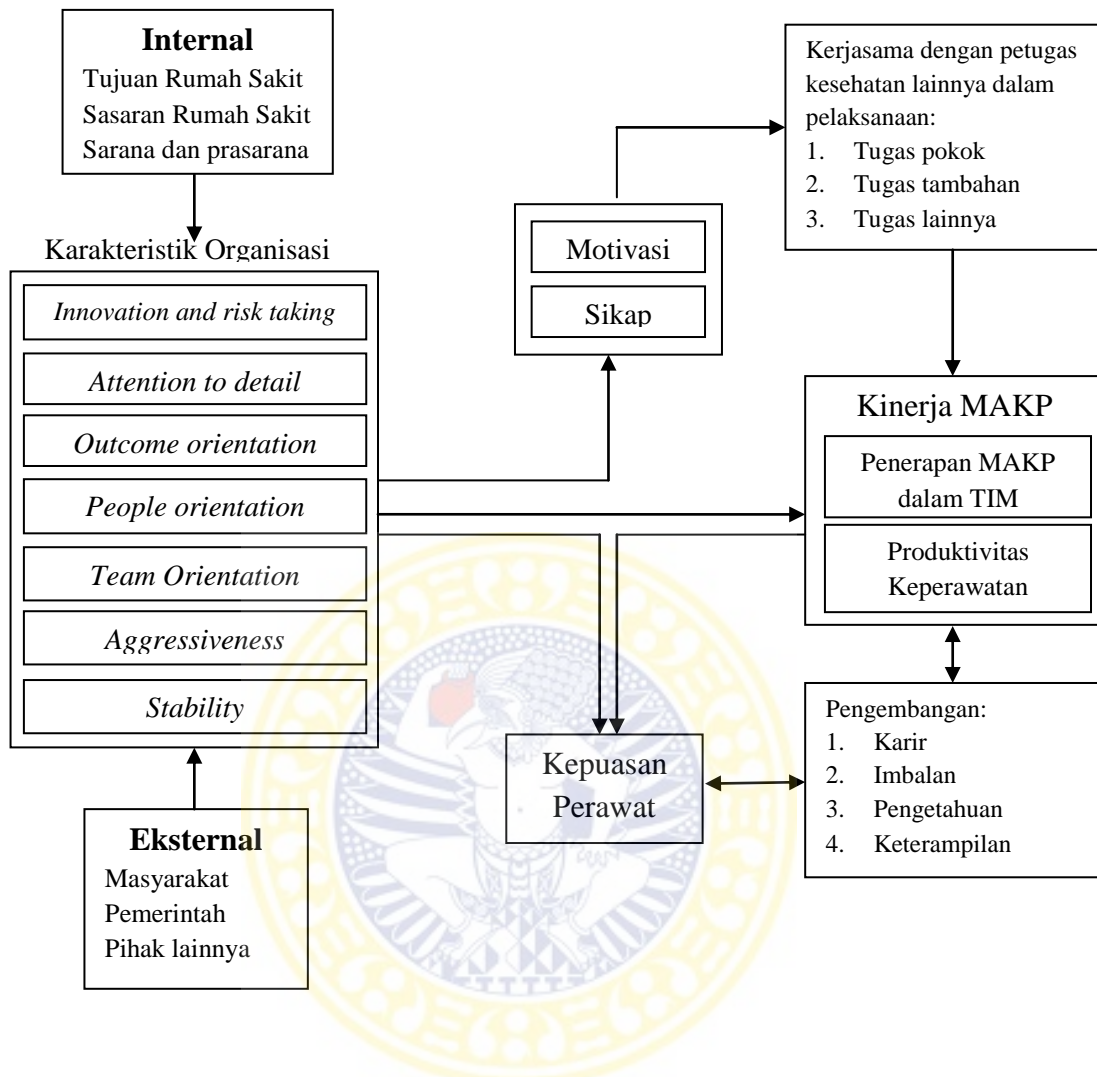 Internal
Tujuan Rumah Sakit
Sasaran Rumah Sakit
Sarana dan prasarana
Karakteristik Organisasi
Innovation and risk taking
Attention to detail
Outcome orientation
People orientation
Team Orientation
Aggressiveness
Stability
Eksternal
Masyarakat
Pemerintah
Pihak lainnya
Motivasi
Sikap
Kerjasama dengan petugas
kesehatan lainnya dalam
pelaksanaan:
1. Tugas pokok
2. Tugas tambahan
3. Tugas lainnya
Kinerja MAKP
Penerapan MAKP
dalam TIM
Produktivitas
Keperawatan
Kepuasan
Perawat
Pengembangan:
1. Karir
2. Imbalan
3. Pengetahuan
4. Keterampilan